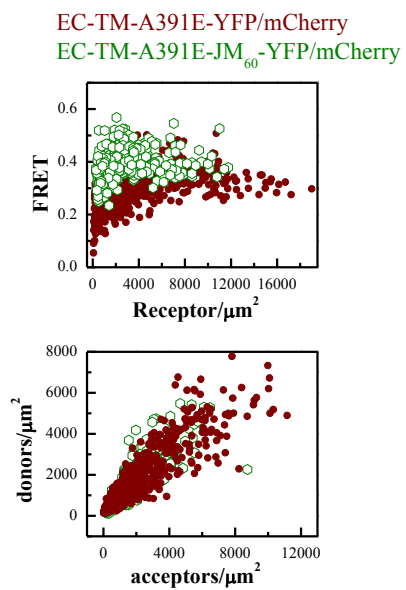 EC-TM-A391E-YFP/mCherry
EC-TM-A391E-JM₆₀-YFP/mCherry
0.6
0.4
0.2
0.0
FRET
0 4000 8000 12000 16000
Receptor/μm²
8000
6000
4000
2000
0
donors/μm²
0 4000 8000 12000
acceptors/μm²